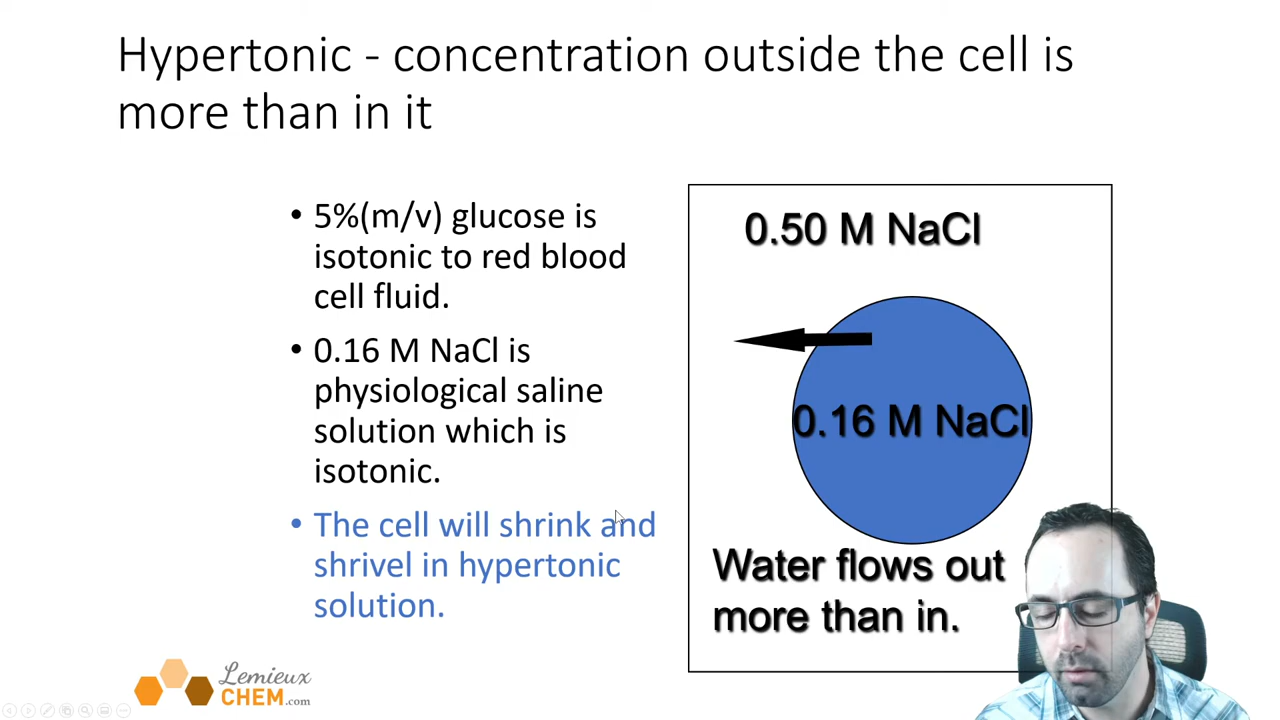 Hypertonic - concentration outside the cell is
more than in it
• 5%(m/v) glucose is
isotonic to red blood
cell fluid.
• 0.16 M NaCl is
physiological saline
solution which is
isotonic.
• The cell will shrink and
shrivel in hypertonic
solution.
0.50 M NaCl
0.16 M NaCl
Water flows out
more than in.
Lemieux
CHEM.com